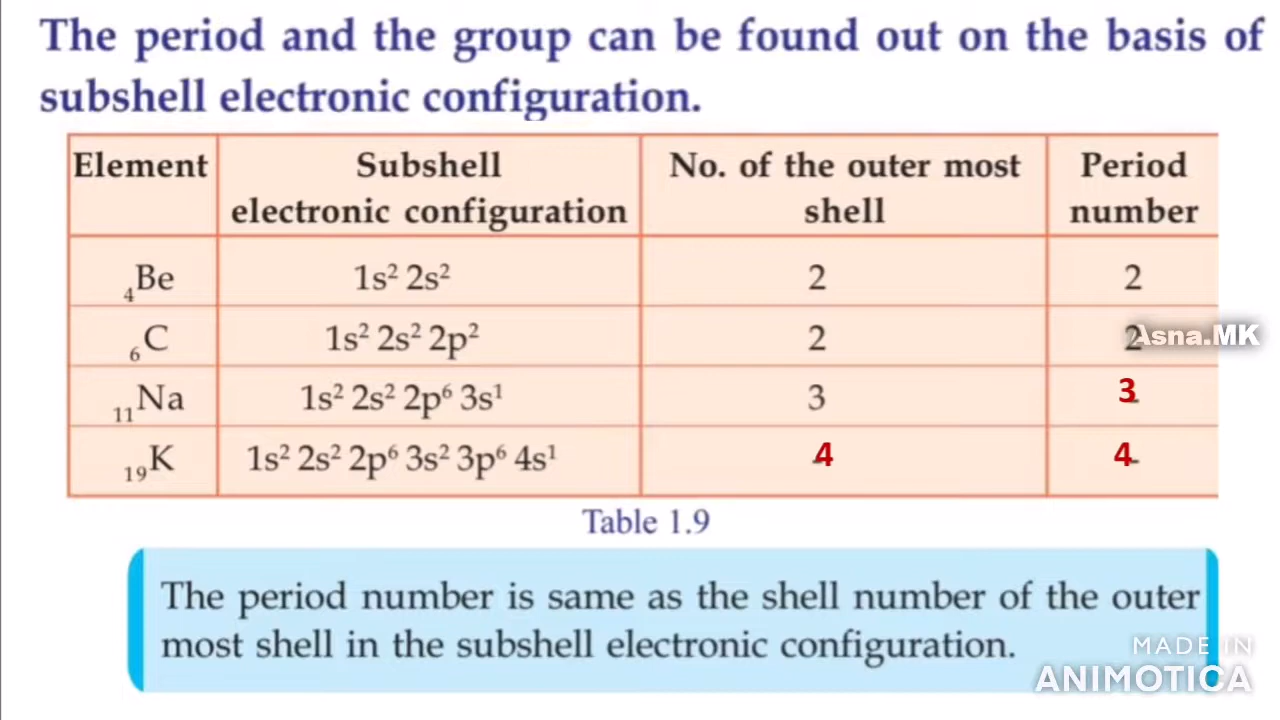 The period and the group can be found out on the basis of
subshell electronic configuration.
Element Subshell electronic configuration No. of the outer most shell Period number
₄Be 1s² 2s² 2 2
₆C 1s² 2s² 2p² 2 2
Asna.MK
₁₁Na 1s² 2s² 2p⁶ 3s¹ 3 3
₁₉K 1s² 2s² 2p⁶ 3s² 3p⁶ 4s¹ 4 4
Table 1.9
The period number is same as the shell number of the outer
most shell in the subshell electronic configuration.
MADE IN
ANIMOTICA